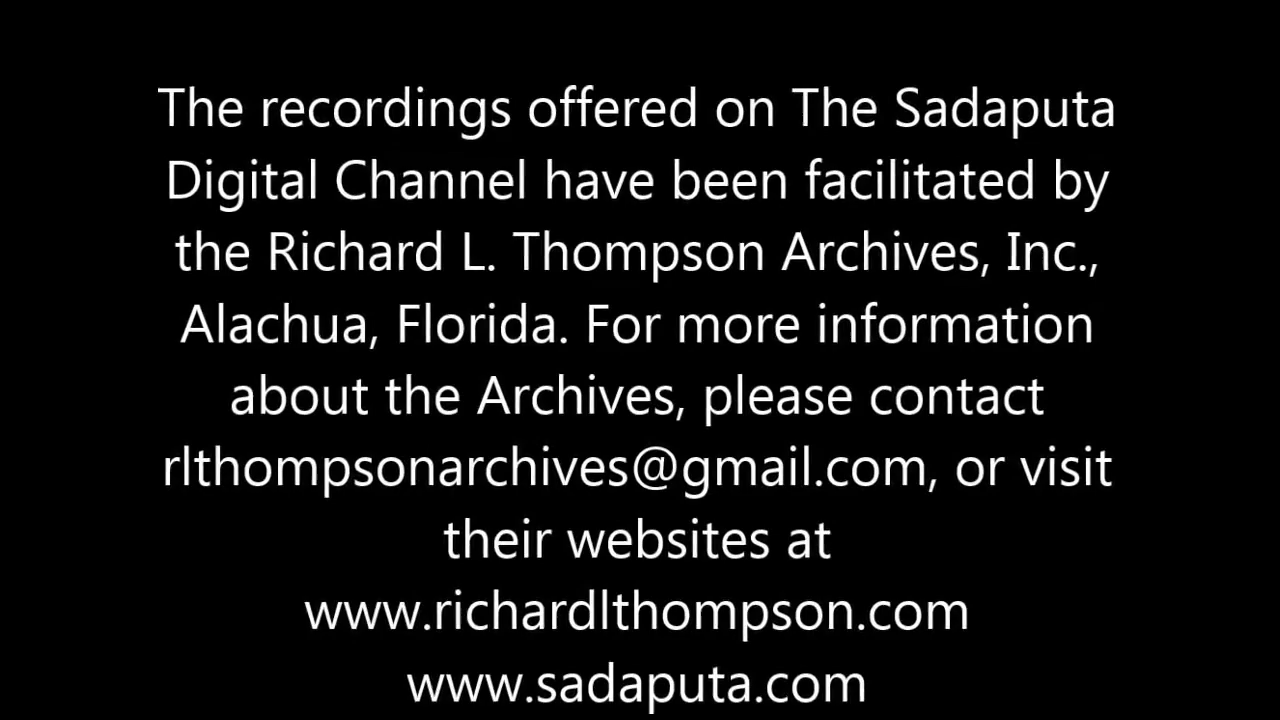 The recordings offered on The Sadaputa
Digital Channel have been facilitated by
the Richard L. Thompson Archives, Inc.,
Alachua, Florida. For more information
about the Archives, please contact
rlthompsonarchives@gmail.com, or visit
their websites at
www.richardlthompson.com
www.sadaputa.com